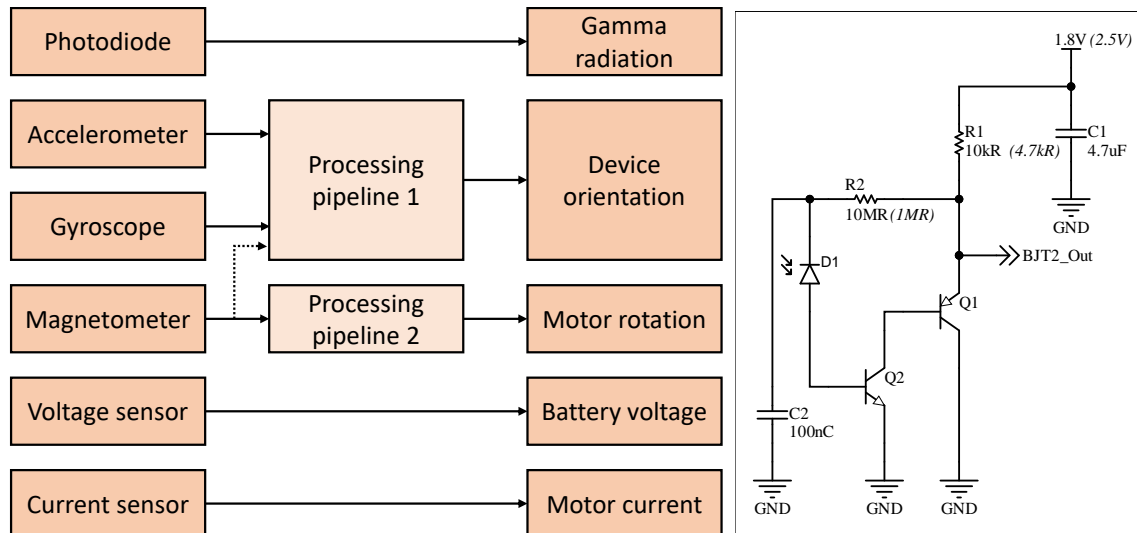 Photodiode
Gamma
radiation
Accelerometer
Gyroscope
Processing
pipeline 1
Device
orientation
Magnetometer
Processing
pipeline 2
Motor rotation
Voltage sensor
Battery voltage
Current sensor
Motor current
1.8V (2.5V)
R1
10kR (4.7kR)
C1
4.7uF
GND
R2
10MR (1MR)
BJT2_Out
D1
Q1
Q2
C2
100nC
GND
GND
GND